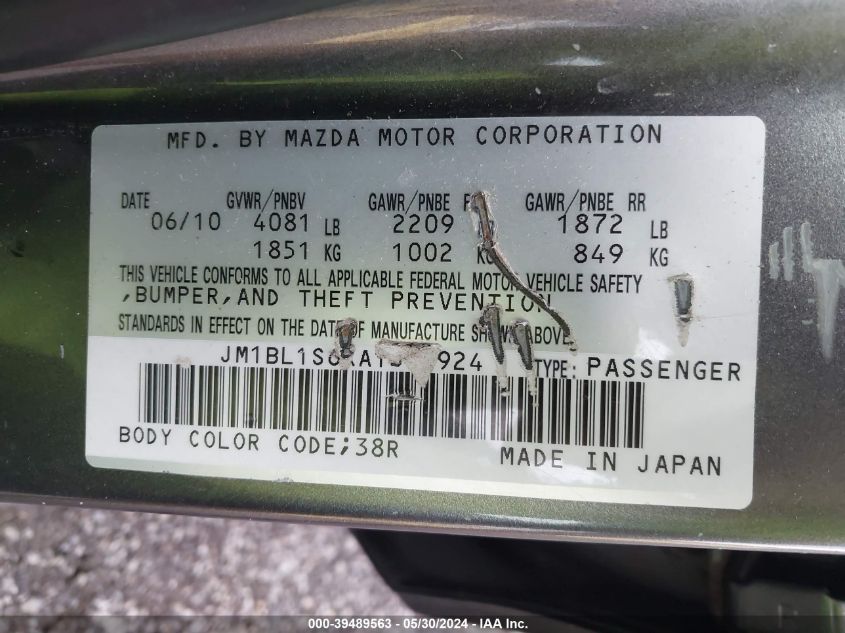 MFD. BY MAZDA MOTOR CORPORATION
DATE GVWR/PNBV GAWR/PNBE GAWR/PNBE RR
06/10 4081 LB 2209 1872 LB
1851 KG 1002 KG 849 KG
THIS VEHICLE CONFORMS TO ALL APPLICABLE FEDERAL MOTOR VEHICLE SAFETY
,BUMPER,AND THEFT PREVENTION
STANDARDS IN EFFECT ON THE DATE OF MANUFACTURE SHOWN ABOVE.
TYPE: PASSENGER
BODY COLOR CODE;38R
MADE IN JAPAN
000-39489563 - 05/30/2024 - IAA Inc.